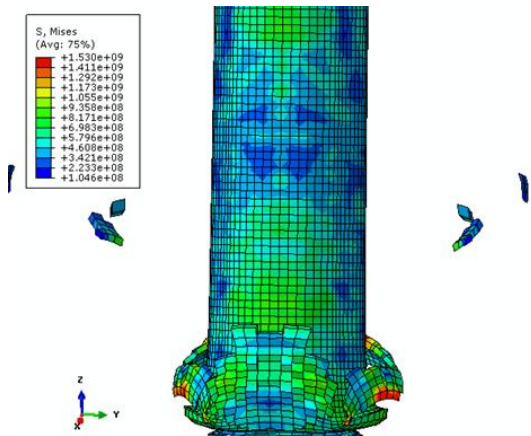 S, Mises
(Avg: 75%)
+1.530e+09
+1.411e+09
+1.292e+09
+1.173e+09
+1.055e+09
+9.358e+08
+8.171e+08
+6.983e+08
+5.796e+08
+4.608e+08
+3.421e+08
+2.233e+08
+1.046e+08
Z
Y
X